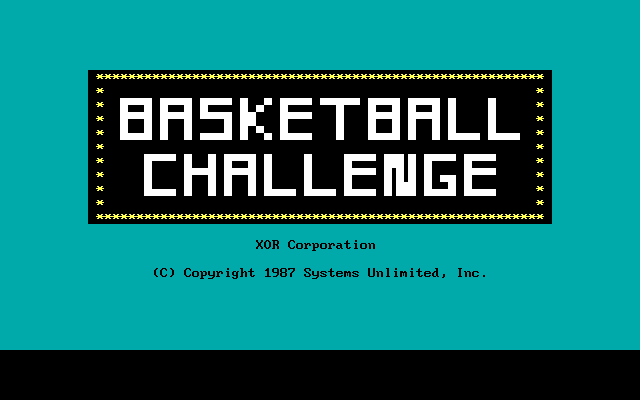 BASKETBALL
CHALLENGE
XOR Corporation
(C) Copyright 1987 Systems Unlimited, Inc.